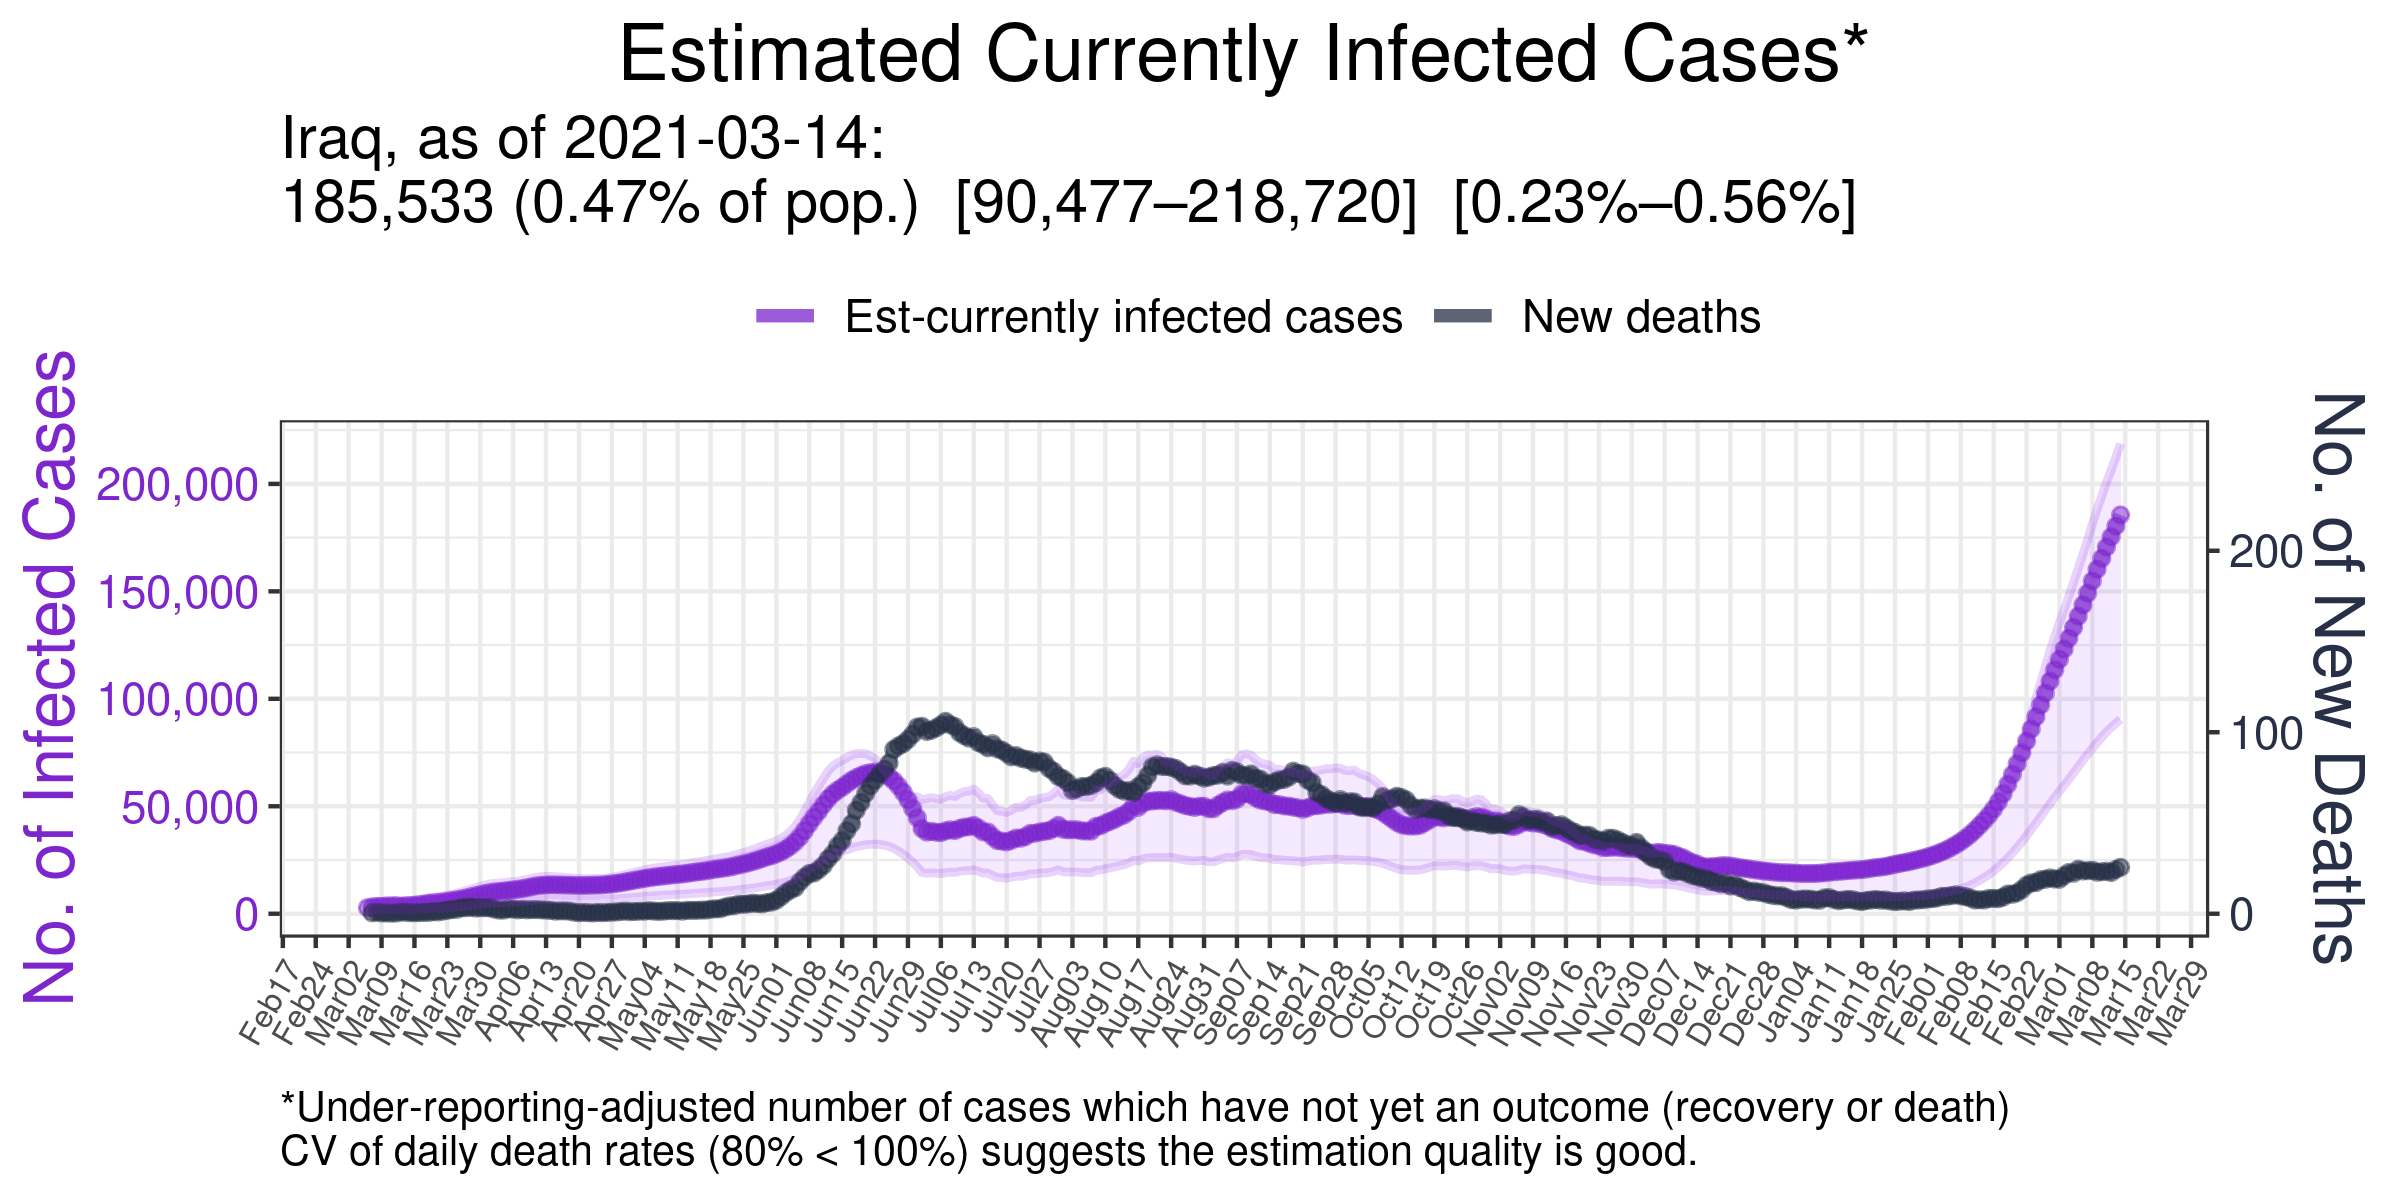 Estimated Currently Infected Cases*
Iraq, as of 2021-03-14:
185,533 (0.47% of pop.) [90,477–218,720] [0.23%–0.56%]
Est-currently infected cases New deaths
No. of Infected Cases
200,000
150,000
100,000
50,000
0
No. of New Deaths
200
100
0
Feb17 Feb24 Mar02 Mar09 Mar16 Mar23 Mar30 Apr06 Apr13 Apr20 Apr27 May04 May11 May18 May25 Jun01 Jun08 Jun15 Jun22 Jun29 Jul06 Jul13 Jul20 Jul27 Aug03 Aug10 Aug17 Aug24 Aug31 Sep07 Sep14 Sep21 Sep28 Oct05 Oct12 Oct19 Oct26 Nov02 Nov09 Nov16 Nov23 Nov30 Dec07 Dec14 Dec21 Dec28 Jan04 Jan11 Jan18 Jan25 Feb01 Feb08 Feb15 Feb22 Mar01 Mar08 Mar15 Mar22 Mar29
*Under-reporting-adjusted number of cases which have not yet an outcome (recovery or death)
CV of daily death rates (80% < 100%) suggests the estimation quality is good.